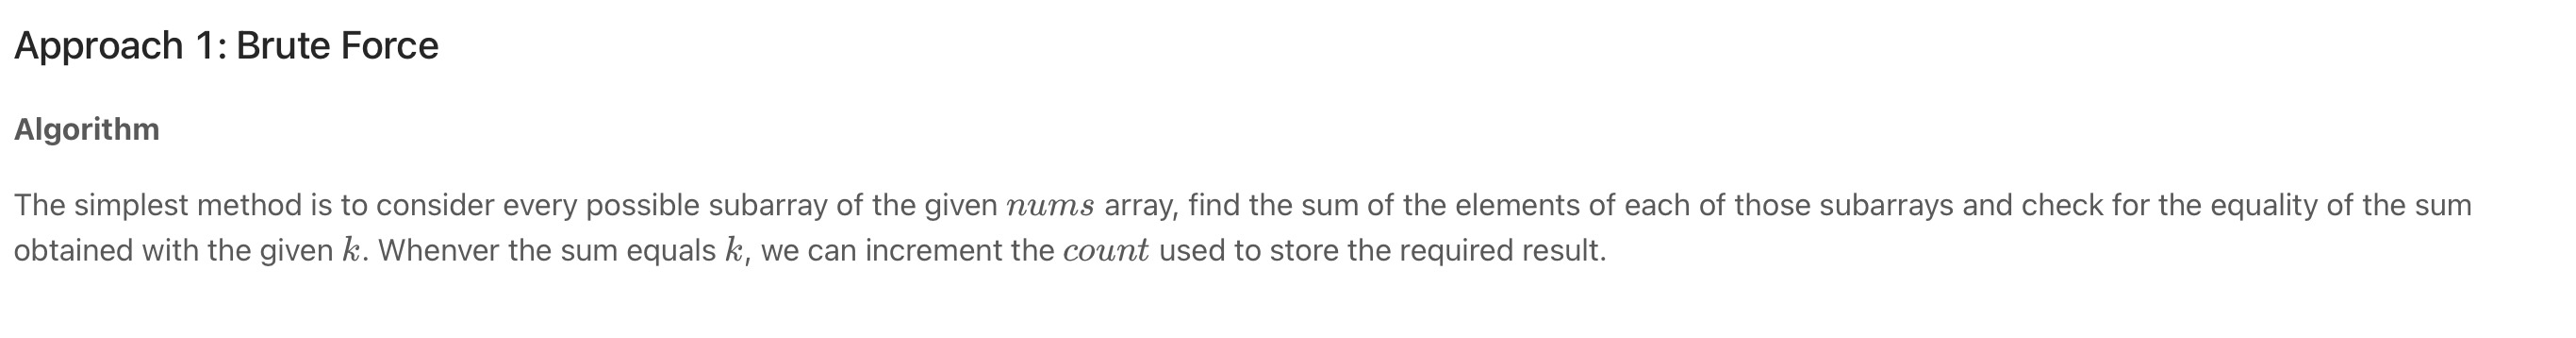 Approach 1: Brute Force
Algorithm
The simplest method is to consider every possible subarray of the given nums array, find the sum of the elements of each of those subarrays and check for the equality of the sum
obtained with the given k. Whenver the sum equals k, we can increment the count used to store the required result.